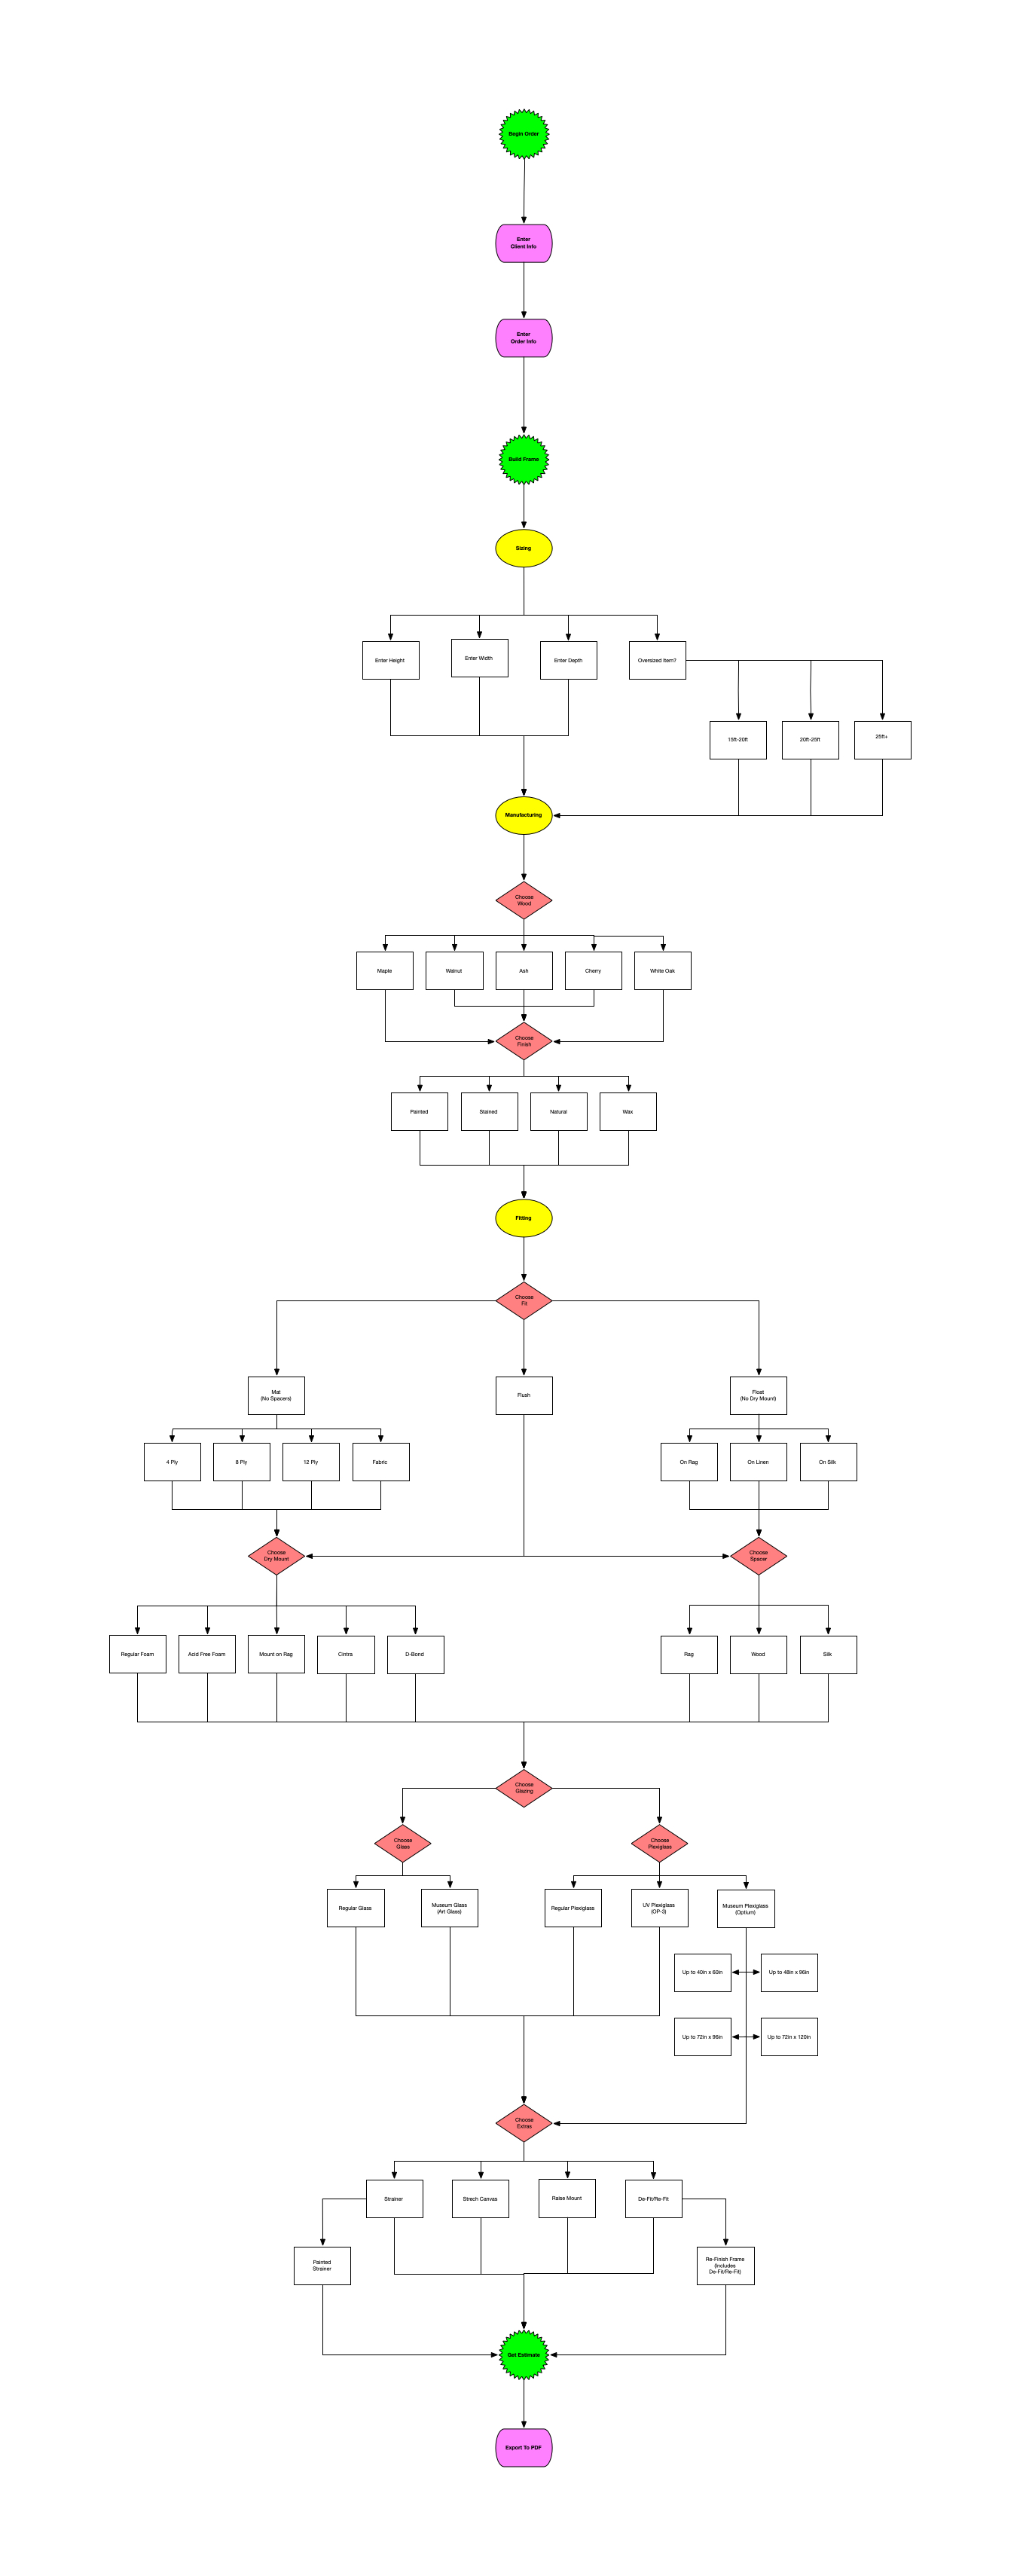 Begin Order
Enter
Client Info
Enter
Order Info
Build Frame
Sizing
Enter Height
Enter Width
Enter Depth
Oversized Item?
15ft-20ft
20ft-25ft
25ft+
Manufacturing
Choose
Wood
Maple
Walnut
Ash
Cherry
White Oak
Choose
Finish
Painted
Stained
Natural
Wax
Fitting
Choose
Fit
Mat
(No Spacers)
Flush
Float
(No Dry Mount)
4 Ply
8 Ply
12 Ply
Fabric
On Rag
On Linen
On Silk
Choose
Dry Mount
Choose
Spacer
Regular Foam
Acid Free Foam
Mount on Rag
Cintra
D-Bond
Rag
Wood
Silk
Choose
Glazing
Choose
Glass
Choose
Plexiglass
Regular Glass
Museum Glass
(Art Glass)
Regular Plexiglass
UV Plexiglass
(OP-3)
Museum Plexiglass
(Optium)
Up to 40in x 60in
Up to 48in x 96in
Up to 72in x 96in
Up to 72in x 120in
Choose
Extras
Strainer
Strech Canvas
Raise Mount
De-Fit/Re-Fit
Painted
Strainer
Re-Finish Frame
(Includes
De-Fit/Re-Fit)
Get Estimate
Export To PDF